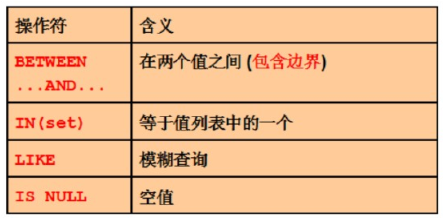 操作符 含义
BETWEEN 在两个值之间 (包含边界)
...AND...
IN(set) 等于值列表中的一个
LIKE 模糊查询
IS NULL 空值